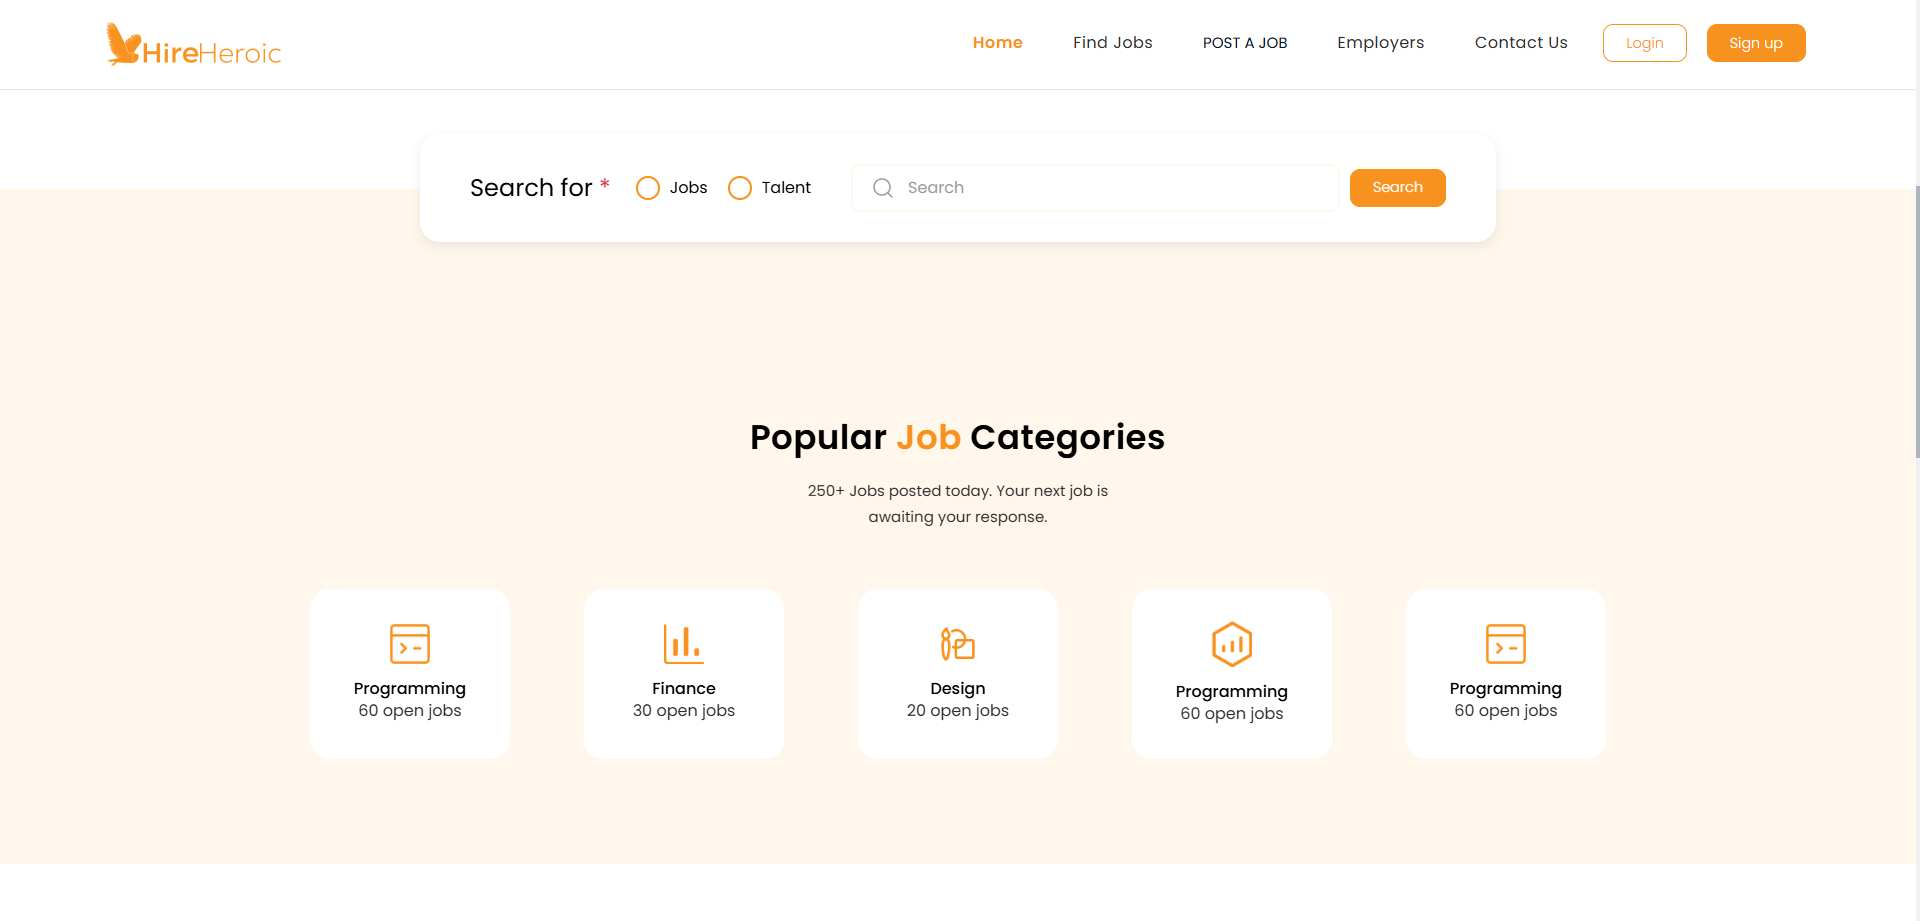 HireHeroic
Home Find Jobs POST A JOB Employers Contact Us Login Sign up
Search for * Jobs Talent Search Search
Popular Job Categories
250+ Jobs posted today. Your next job is
awaiting your response.
Programming
60 open jobs
Finance
30 open jobs
Design
20 open jobs
Programming
60 open jobs
Programming
60 open jobs